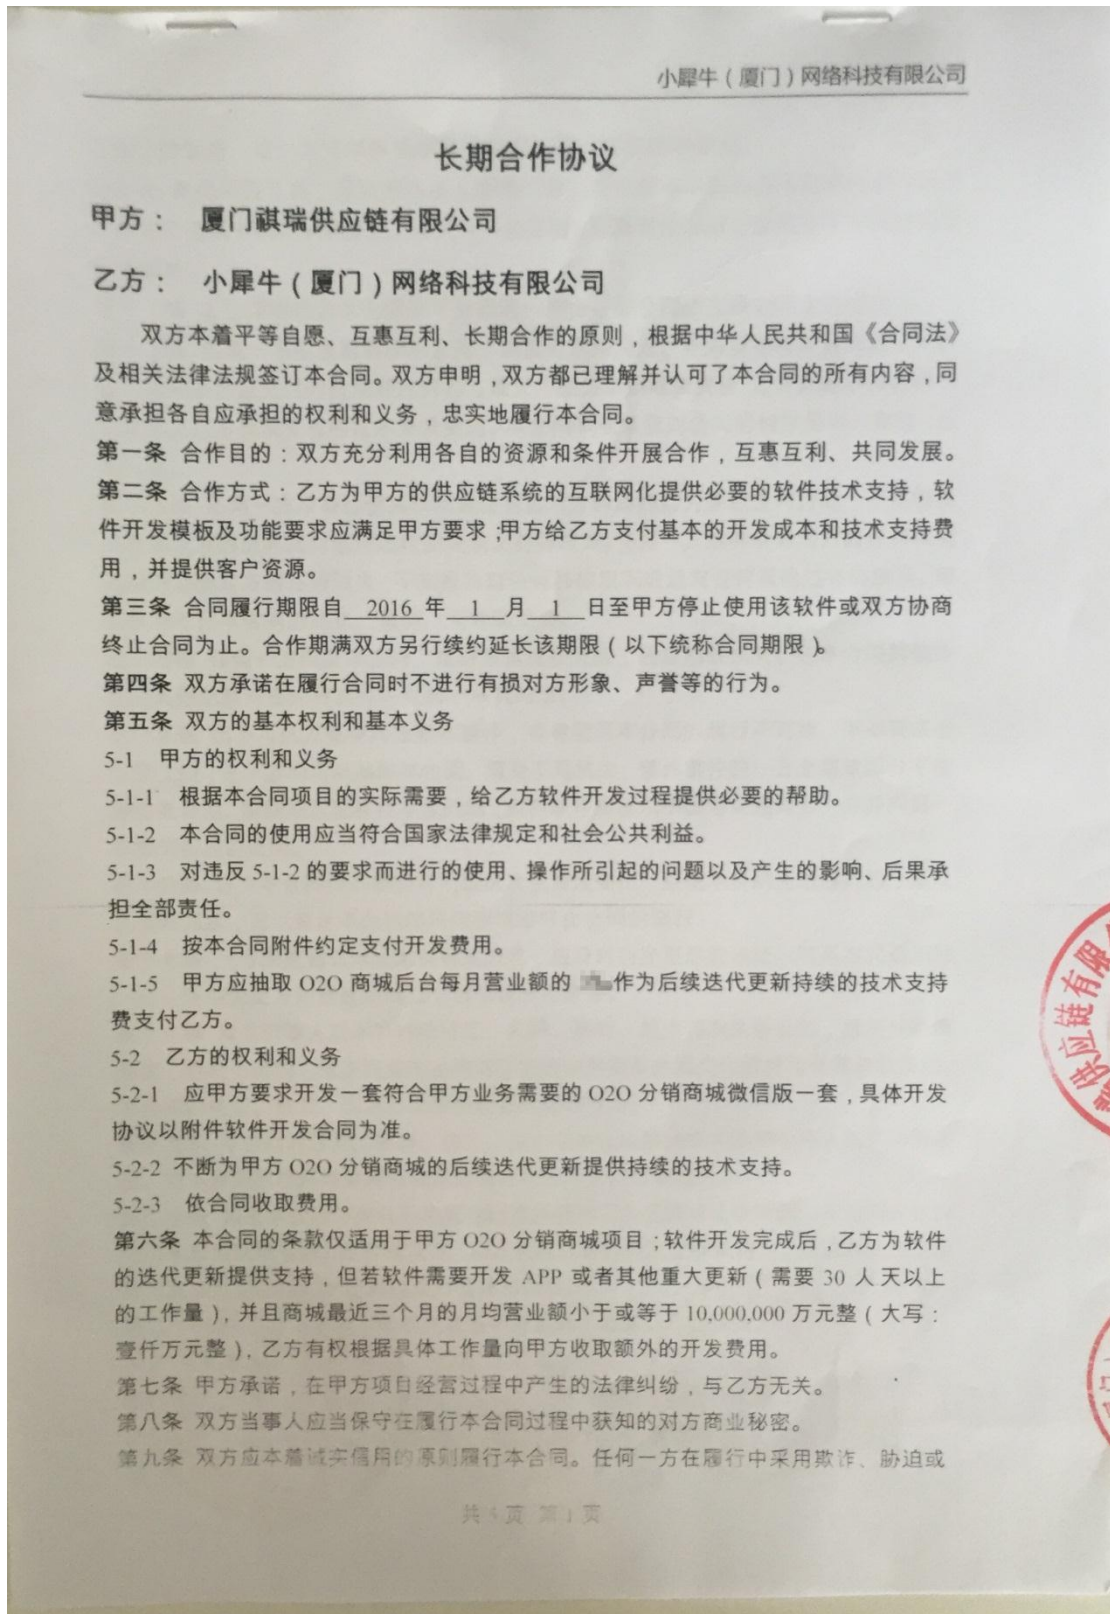 小犀牛（厦门）网络科技有限公司
长期合作协议
甲方： 厦门祺瑞供应链有限公司
乙方： 小犀牛（厦门）网络科技有限公司
双方本着平等自愿、互惠互利、长期合作的原则，根据中华人民共和国《合同法》
及相关法律法规签订本合同。双方申明，双方都已理解并认可了本合同的所有内容，同
意承担各自应承担的权利和义务，忠实地履行本合同。
第一条 合作目的：双方充分利用各自的资源和条件开展合作，互惠互利、共同发展。
第二条 合作方式：乙方为甲方的供应链系统的互联网化提供必要的软件技术支持，软
件开发模板及功能要求应满足甲方要求；甲方给乙方支付基本的开发成本和技术支持费
用，并提供客户资源。
第三条 合同履行期限自 2016 年 1 月 1 日至甲方停止使用该软件或双方协商
终止合同为止。合作期满双方另行续约延长该期限（以下统称合同期限）。
第四条 双方承诺在履行合同时不进行有损对方形象、声誉等的行为。
第五条 双方的基本权利和基本义务
5-1 甲方的权利和义务
5-1-1 根据本合同项目的实际需要，给乙方软件开发过程提供必要的帮助。
5-1-2 本合同的使用应当符合国家法律规定和社会公共利益。
5-1-3 对违反 5-1-2 的要求而进行的使用、操作所引起的问题以及产生的影响、后果承
担全部责任。
5-1-4 按本合同附件约定支付开发费用。
5-1-5 甲方应抽取 O2O 商城后台每月营业额的 作为后续迭代更新持续的技术支持
费支付乙方。
5-2 乙方的权利和义务
5-2-1 应甲方要求开发一套符合甲方业务需要的 O2O 分销商城微信版一套，具体开发
协议以附件软件开发合同为准。
5-2-2 不断为甲方 O2O 分销商城的后续迭代更新提供持续的技术支持。
5-2-3 依合同收取费用。
第六条 本合同的条款仅适用于甲方 O2O 分销商城项目；软件开发完成后，乙方为软件
的迭代更新提供支持，但若软件需要开发 APP 或者其他重大更新（需要 30 人天以上
的工作量），并且商城最近三个月的月均营业额小于或等于 10,000,000 万元整（大写：
壹仟万元整），乙方有权根据具体工作量向甲方收取额外的开发费用。
第七条 甲方承诺，在甲方项目经营过程中产生的法律纠纷，与乙方无关。
第八条 双方当事人应当保守在履行本合同过程中获知的对方商业秘密。
第九条 双方应本着诚实信用的原则履行本合同。任何一方在履行中采用欺诈、胁迫或
共 页 第 1 页
供应链有限